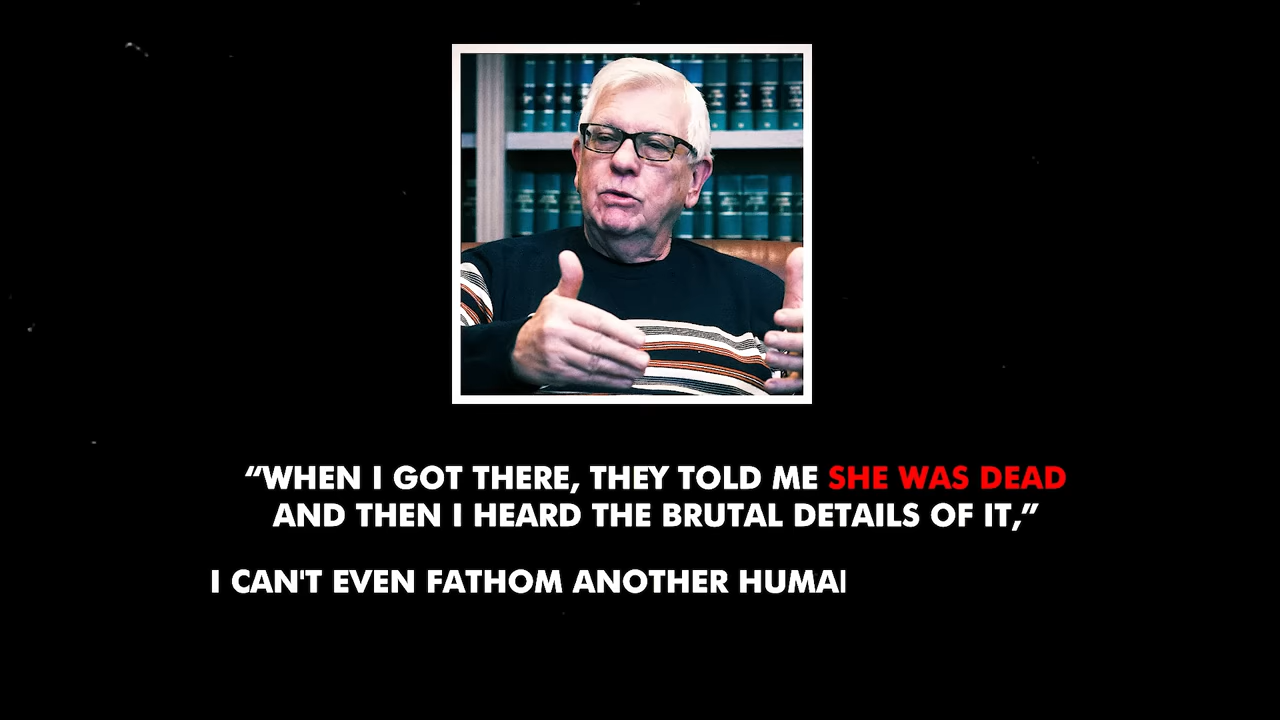 “WHEN I GOT THERE, THEY TOLD ME SHE WAS DEAD
AND THEN I HEARD THE BRUTAL DETAILS OF IT,”
I CAN'T EVEN FATHOM ANOTHER HUMA